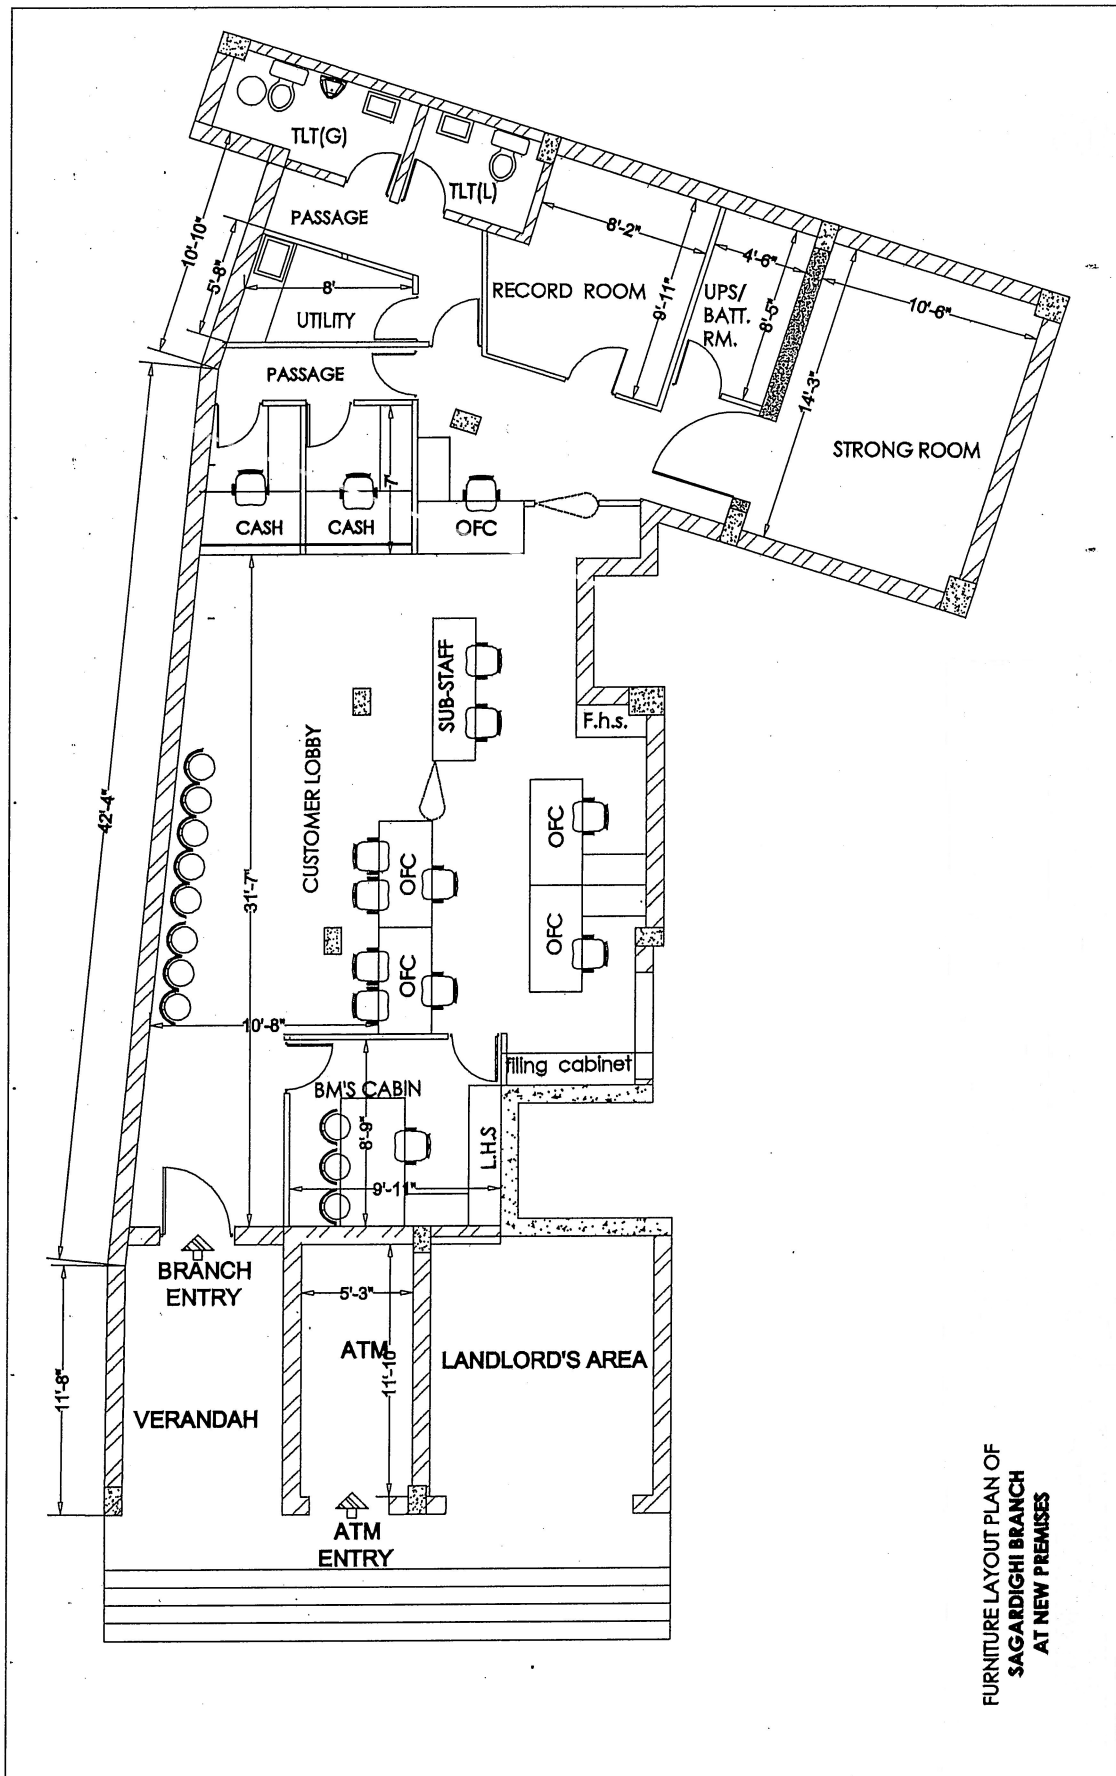 TLT(G)
TLT(L)
PASSAGE
10'-10"
5'-8"
8'-2"
4'-6"
8'
RECORD ROOM
9'-11"
UPS/
BATT.
RM.
8'-5"
10'-6"
UTILITY
PASSAGE
14'-3"
STRONG ROOM
7'
CASH
CASH
OFC
SUB-STAFF
F.h.s.
CUSTOMER LOBBY
42'-4"
31'-7"
OFC
OFC
OFC
OFC
10'-8"
filing cabinet
BM'S CABIN
8'-9"
L.H.S
9'-11"
BRANCH
ENTRY
5'-3"
ATM
11'-10"
LANDLORD'S AREA
11'-8"
VERANDAH
ATM
ENTRY
FURNITURE LAYOUT PLAN OF
SAGARDIGHI BRANCH
AT NEW PREMISES